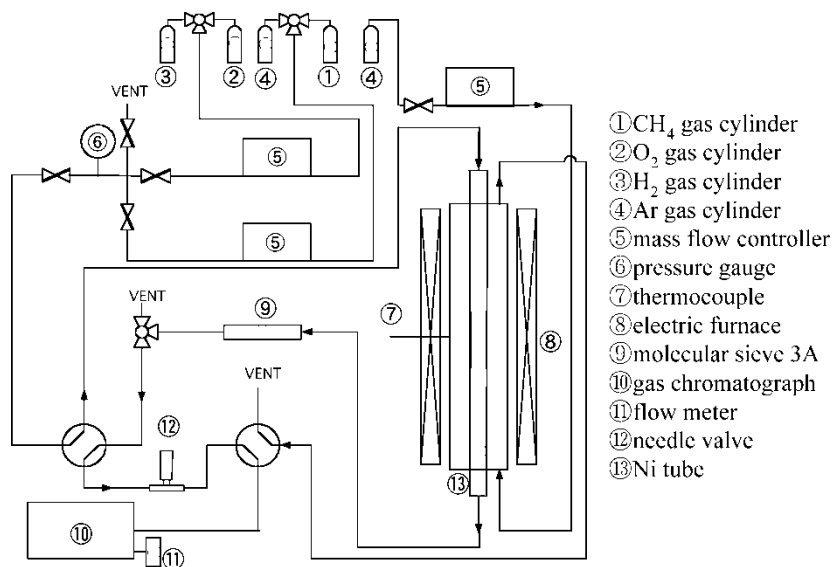 ③ ② ④ ① ④
VENT
⑤
⑥
⑤
⑤
①CH₄ gas cylinder
②O₂ gas cylinder
③H₂ gas cylinder
④Ar gas cylinder
⑤mass flow controller
⑥pressure gauge
⑦thermocouple
⑧electric furnace
⑨molecular sieve 3A
⑩gas chromatograph
⑪flow meter
⑫needle valve
⑬Ni tube
VENT
⑨
⑦
⑧
VENT
⑫
⑬
⑩
⑪